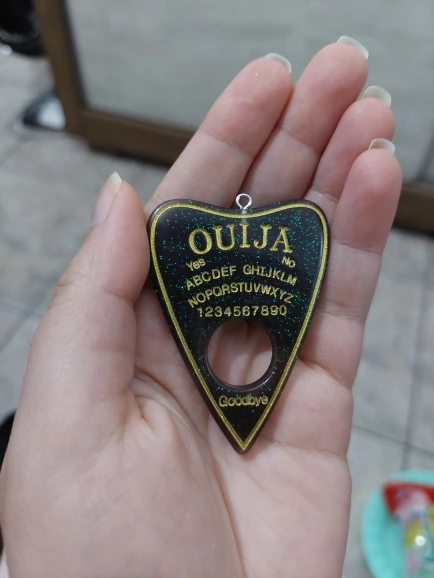 OUIJA
Yes No
ABCDEF GHIJKLM
NOPQRSTUVWXYZ
1234567890
Goodbye